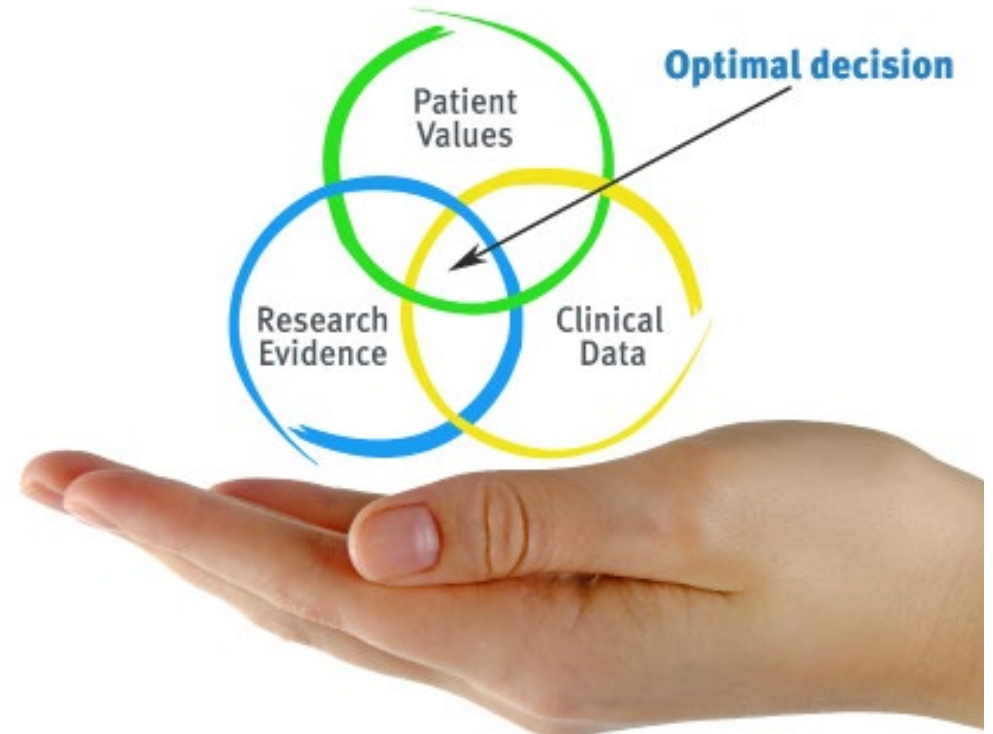 Optimal decision
Patient
Values
Research
Evidence
Clinical
Data